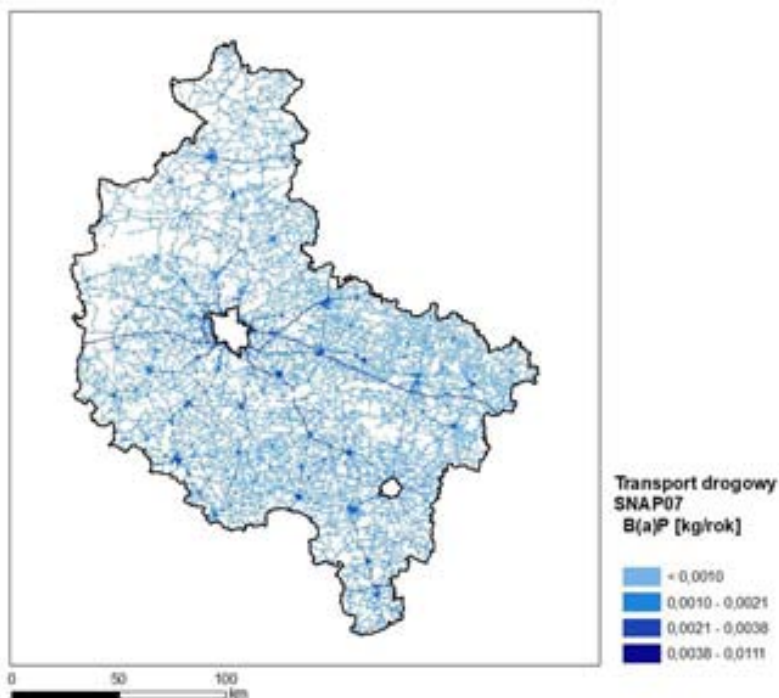 Transport drogowy
SNAP07
B(a)P [kg/rok]
< 0,0010
0,0010 - 0,0021
0,0021 - 0,0038
0,0038 - 0,0111
0 50 100
km